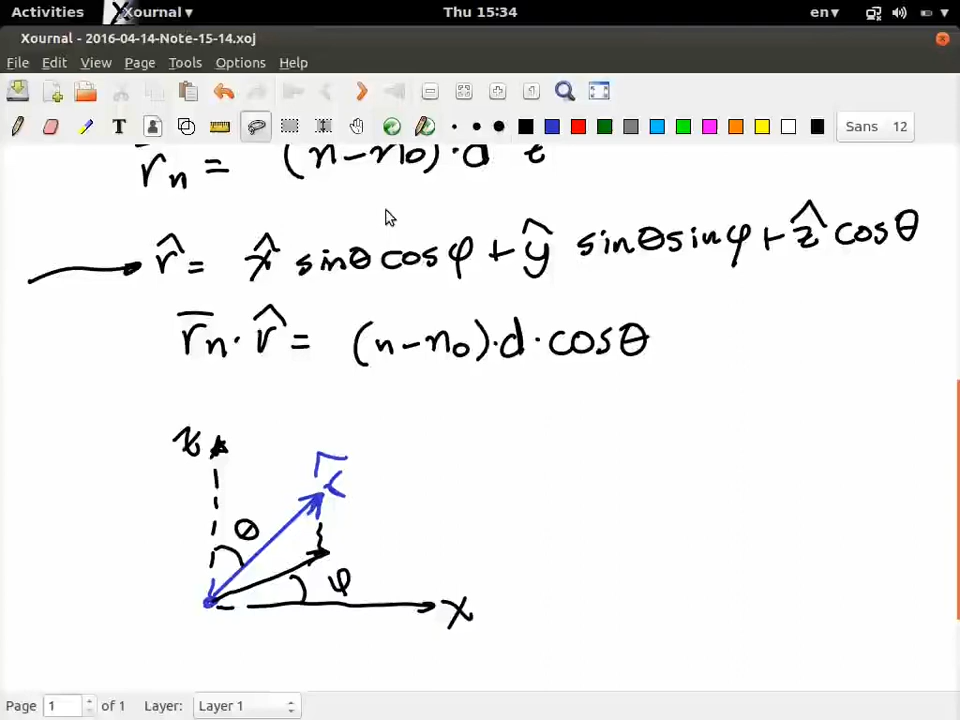 Activities Xournal ▾ Thu 15:34 en ▾
Xournal - 2016-04-14-Note-15-14.xoj
File Edit View Page Tools Options Help
T Sans 12
r̅n = (n-n0)·d
r̂ = x̂ sinθ cosφ + ŷ sinθ sinφ + ẑ cosθ
r̅n · r̂ = (n-n0)·d·cosθ
z
θ
φ
x
Page 1 of 1 Layer: Layer 1